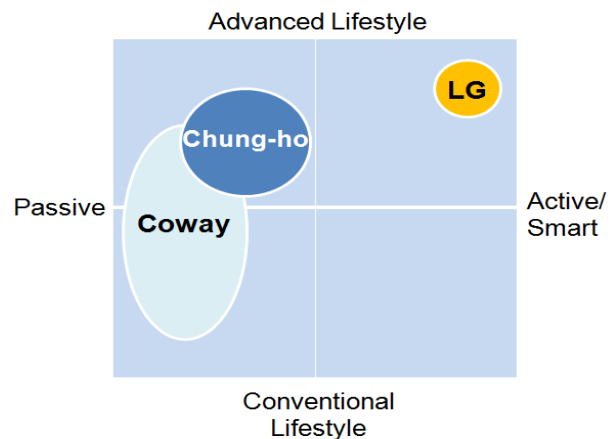 Advanced Lifestyle
LG
Chung-ho
Passive
Active/
Smart
Coway
Conventional
Lifestyle